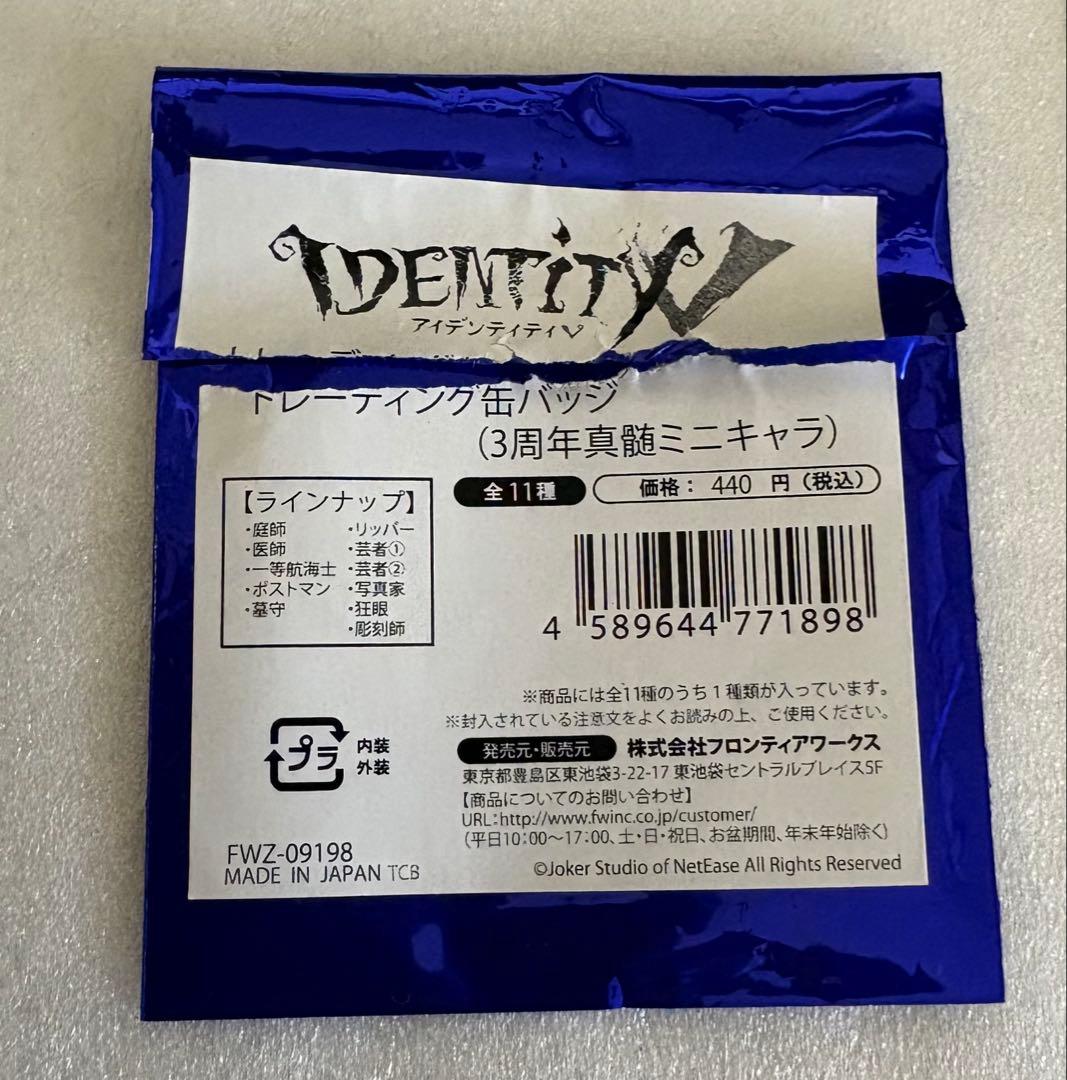 IDENTITY V
アイデンティティV
トレーディング缶バッジ
(3周年真髄ミニキャラ)
全11種
価格: 440 円(税込)
【ラインナップ】
・庭師
・医師
・一等航海士
・ポストマン
・墓守
・リッパー
・芸者①
・芸者②
・写真家
・狂眼
・彫刻師
4 589644 771898
※商品には全11種のうち1種類が入っています。
※封入されている注意文をよくお読みの上、ご使用ください。
プラ
内装
外装
発売元・販売元 株式会社フロンティアワークス
東京都豊島区東池袋3-22-17 東池袋セントラルプレイス5F
【商品についてのお問い合わせ】
URL:http://www.fwinc.co.jp/customer/
(平日10:00〜17:00、土・日・祝日、お盆期間、年末年始除く)
FWZ-09198
MADE IN JAPAN TCB
©Joker Studio of NetEase All Rights Reserved